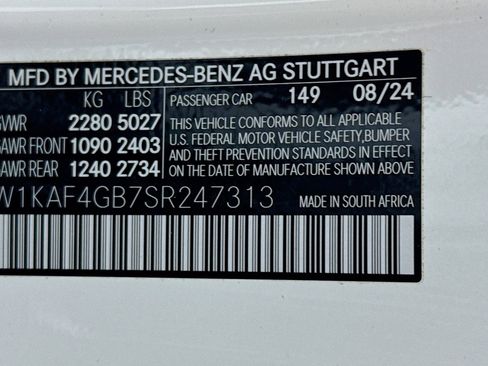 MFD BY MERCEDES-BENZ AG STUTTGART
KG LBS PASSENGER CAR 149 08/24
GVWR 2280 5027
GAWR FRONT 1090 2403
GAWR REAR 1240 2734
THIS VEHICLE CONFORMS TO ALL APPLICABLE
U.S. FEDERAL MOTOR VEHICLE SAFETY,BUMPER
AND THEFT PREVENTION STANDARDS IN EFFECT
ON THE DATE OF MANUFACTURE SHOWN ABOVE.
W1KAF4GB7SR247313 MADE IN SOUTH AFRICA